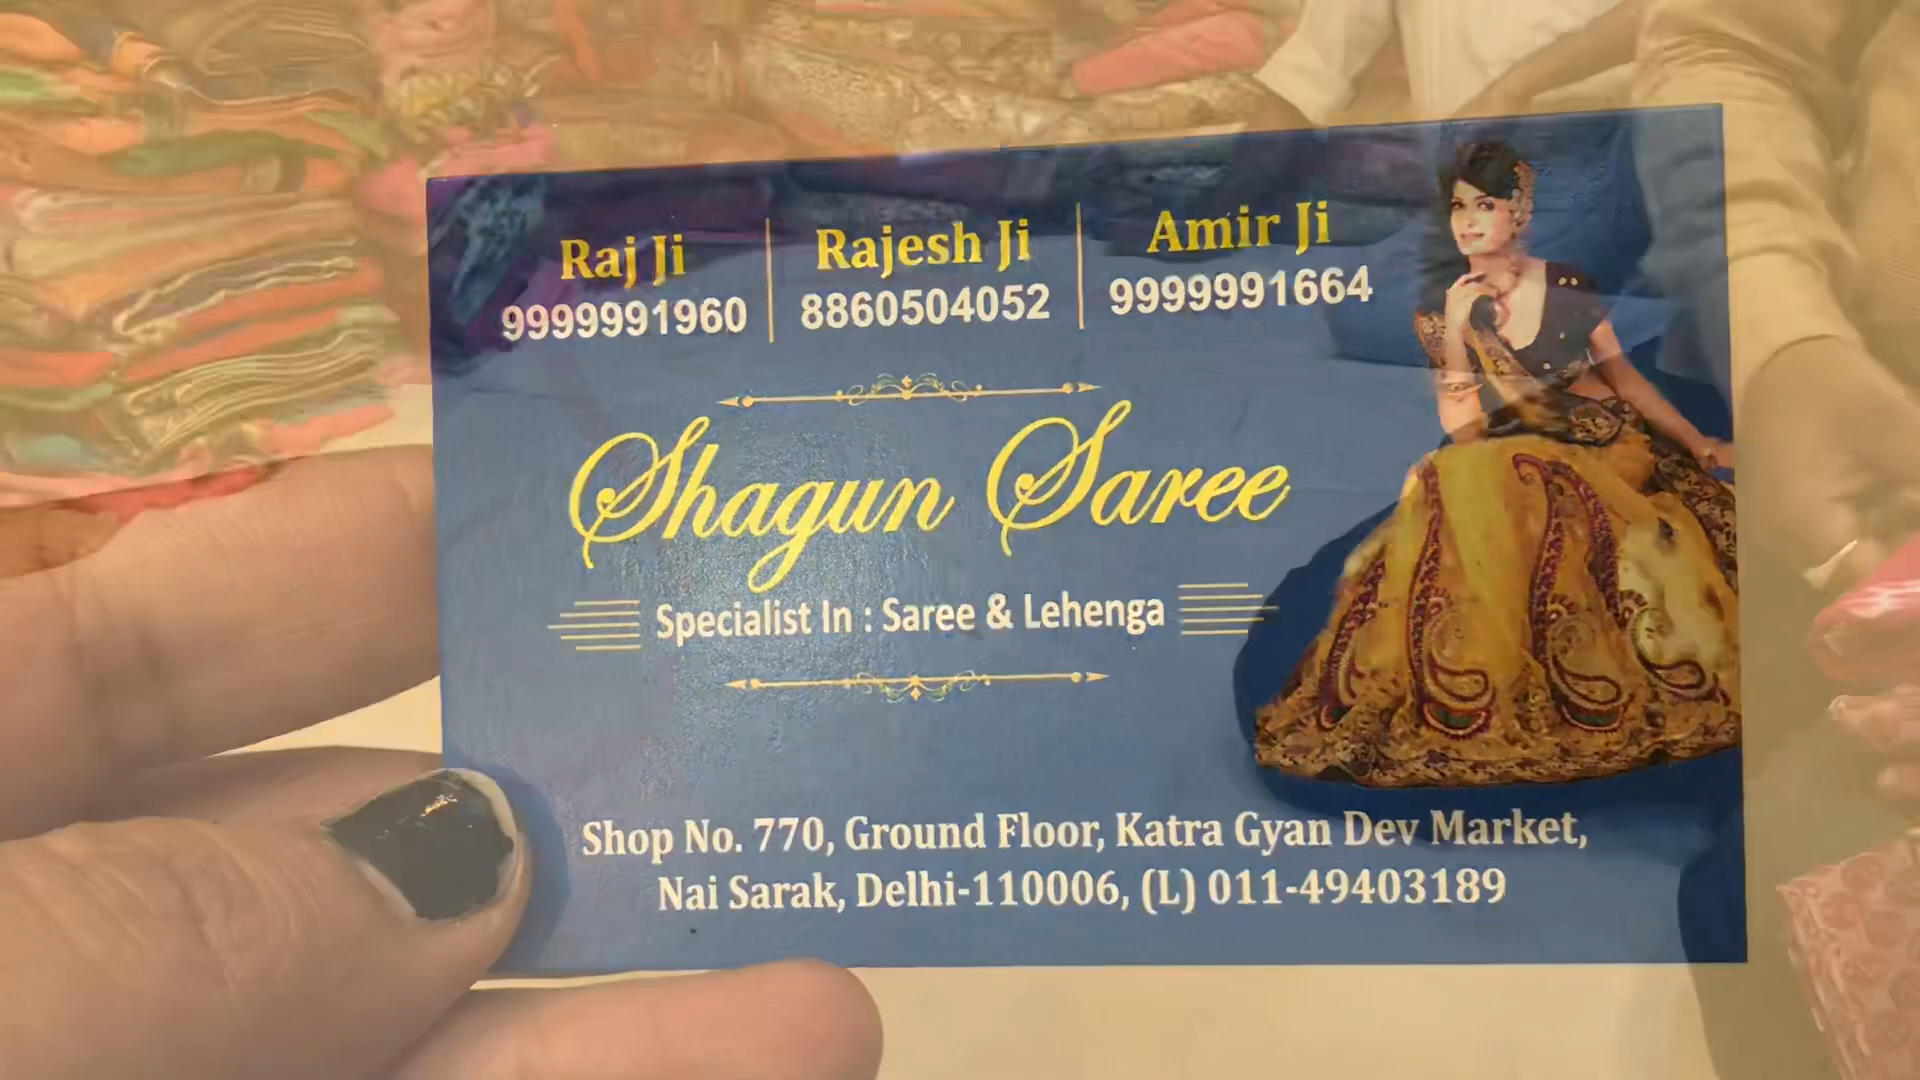 Raj Ji | Rajesh Ji | Amir Ji
9999991960 | 8860504052 | 9999991664
Shagun Saree
Specialist In : Saree & Lehenga
Shop No. 770, Ground Floor, Katra Gyan Dev Market,
Nai Sarak, Delhi-110006, (L) 011-49403189